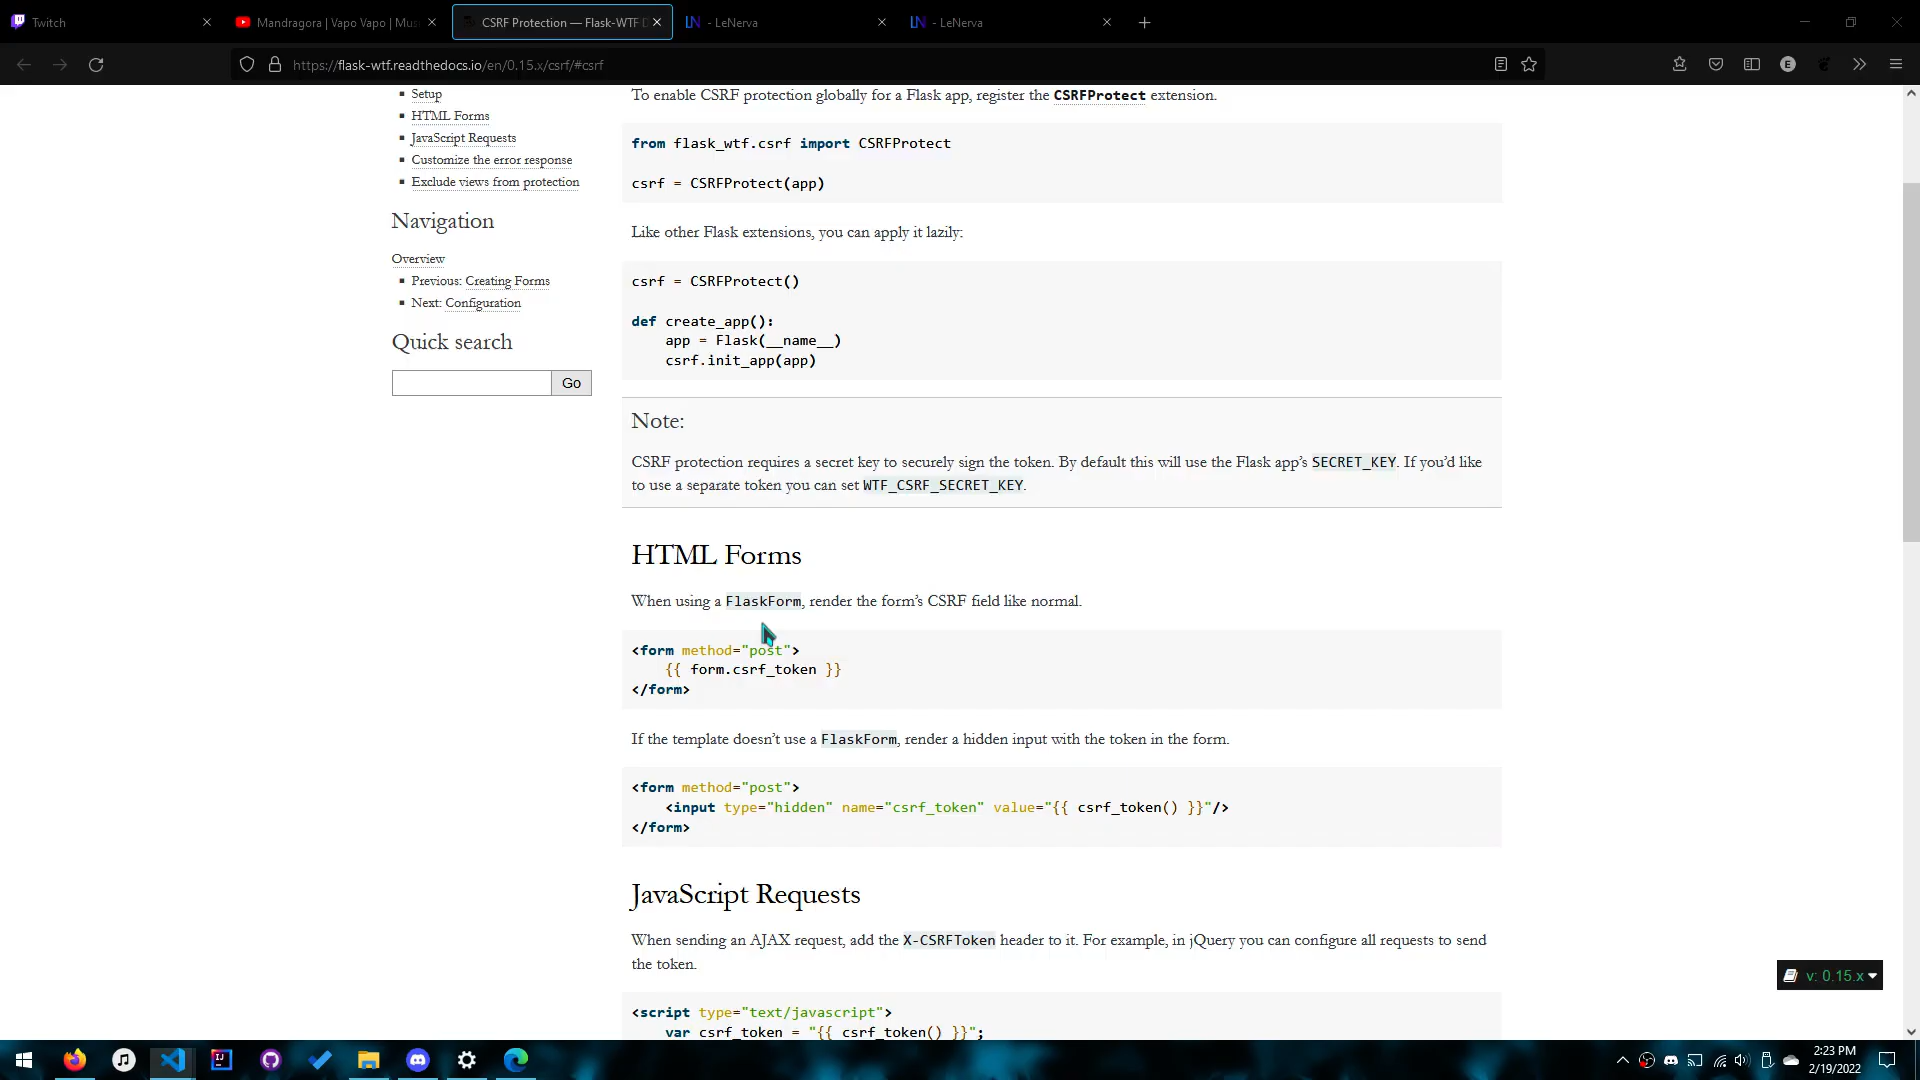 Twitch
Mandragora | Vapo Vapo | Mus
CSRF Protection — Flask-WTF D
LN - LeNerva
LN - LeNerva
https://flask-wtf.readthedocs.io/en/0.15.x/csrf/#csrf
E
Setup
HTML Forms
JavaScript Requests
Customize the error response
Exclude views from protection
Navigation
Overview
Previous: Creating Forms
Next: Configuration
Quick search
Go
To enable CSRF protection globally for a Flask app, register the CSRFProtect extension.
from flask_wtf.csrf import CSRFProtect
csrf = CSRFProtect(app)
Like other Flask extensions, you can apply it lazily:
csrf = CSRFProtect()
def create_app():
    app = Flask(__name__)
    csrf.init_app(app)
Note:
CSRF protection requires a secret key to securely sign the token. By default this will use the Flask app’s SECRET_KEY. If you’d like
to use a separate token you can set WTF_CSRF_SECRET_KEY.
HTML Forms
When using a FlaskForm, render the form’s CSRF field like normal.
<form method="post">
    {{ form.csrf_token }}
</form>
If the template doesn’t use a FlaskForm, render a hidden input with the token in the form.
<form method="post">
    <input type="hidden" name="csrf_token" value="{{ csrf_token() }}"/>
</form>
JavaScript Requests
When sending an AJAX request, add the X-CSRFToken header to it. For example, in jQuery you can configure all requests to send
the token.
<script type="text/javascript">
    var csrf_token = "{{ csrf_token() }}";
v: 0.15.x
2:23 PM
2/19/2022